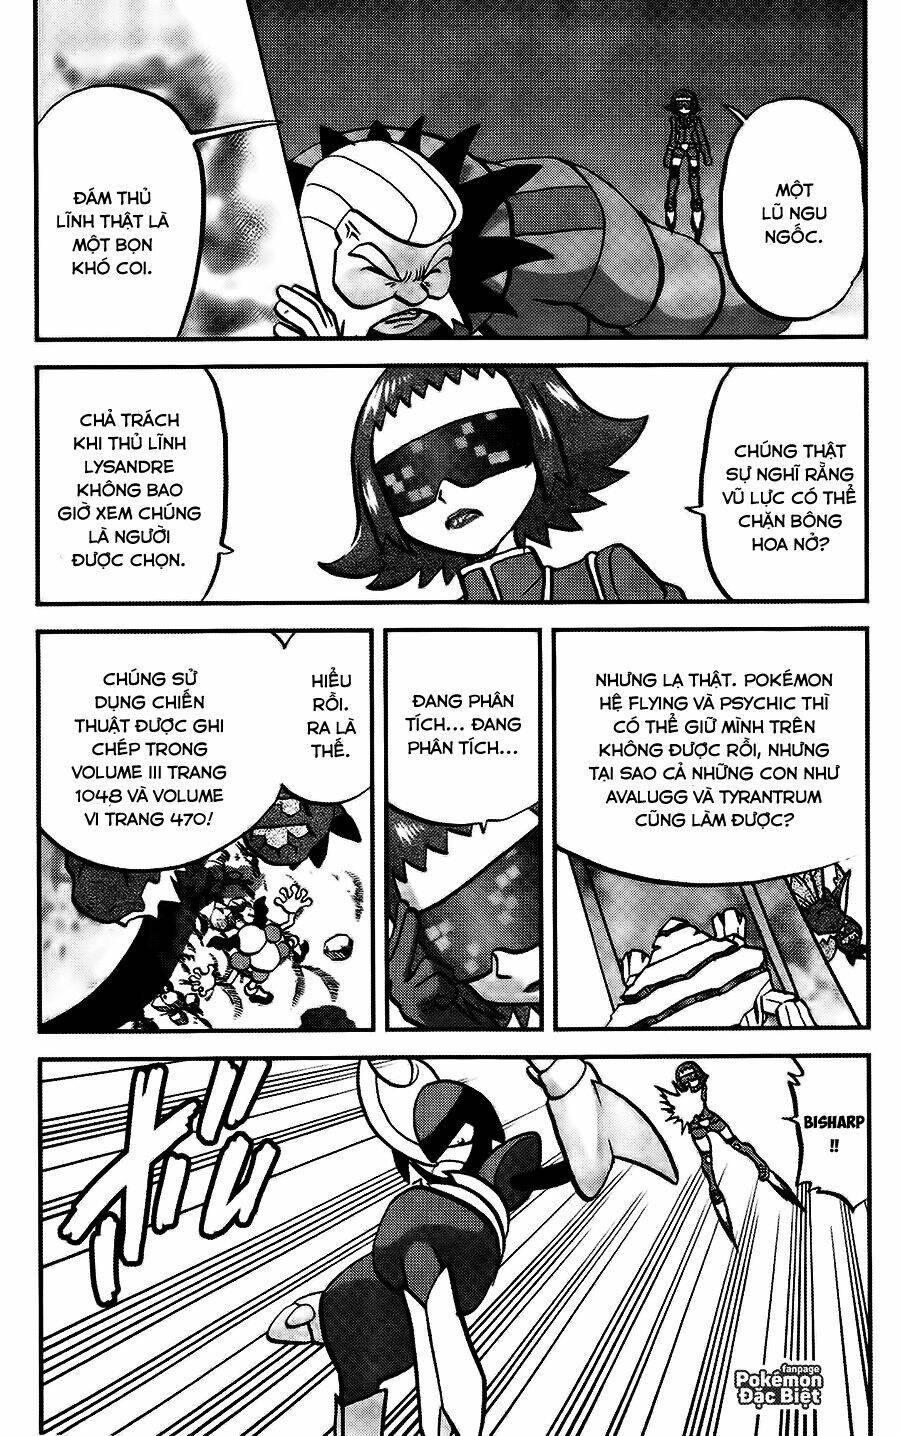 MỘT
LŨ NGU
NGỐC.
ĐÁM THỦ
LĨNH THẬT LÀ
MỘT BỌN
KHÓ COI.
CHÚNG THẬT
SỰ NGHĨ RẰNG
VŨ LỰC CÓ THỂ
CHẶN BÔNG
HOA NỞ?
CHẢ TRÁCH
KHI THỦ LĨNH
LYSANDRE
KHÔNG BAO
GIỜ XEM CHÚNG
LÀ NGƯỜI
ĐƯỢC CHỌN.
NHƯNG LẠ THẬT. POKÉMON
HỆ FLYING VÀ PSYCHIC THÌ
CÓ THỂ GIỮ MÌNH TRÊN
KHÔNG ĐƯỢC RỒI, NHƯNG
TẠI SAO CẢ NHỮNG CON NHƯ
AVALUGG VÀ TYRANTRUM
CŨNG LÀM ĐƯỢC?
ĐANG PHÂN
TÍCH... ĐANG
PHÂN TÍCH...
HIỂU
RỒI.
RA LÀ
THẾ.
CHÚNG SỬ
DỤNG CHIẾN
THUẬT ĐƯỢC GHI
CHÉP TRONG
VOLUME III TRANG
1048 VÀ VOLUME
VI TRANG 470!
BISHARP
!!
fanpage
Pokémon
Đặc Biệt